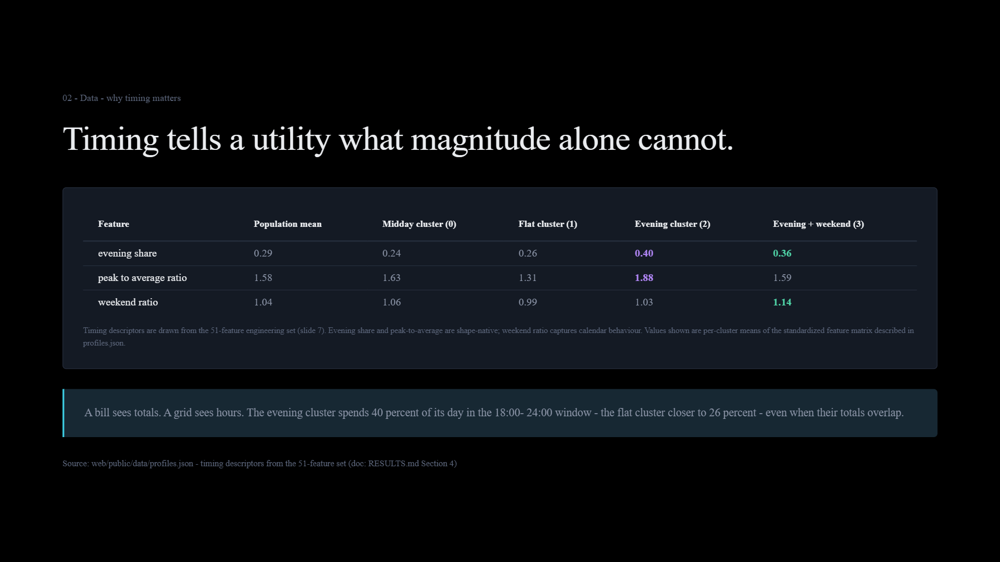 02 - Data - why timing matters
Timing tells a utility what magnitude alone cannot.
Feature Population mean Midday cluster (0) Flat cluster (1) Evening cluster (2) Evening + weekend (3)
evening share 0.29 0.24 0.26 0.40 0.36
peak to average ratio 1.58 1.63 1.31 1.88 1.59
weekend ratio 1.04 1.06 0.99 1.03 1.14
Timing descriptors are drawn from the 51-feature engineering set (slide 7). Evening share and peak-to-average are shape-native; weekend ratio captures calendar behaviour. Values shown are per-cluster means of the standardized feature matrix described in
profiles.json.
A bill sees totals. A grid sees hours. The evening cluster spends 40 percent of its day in the 18:00- 24:00 window - the flat cluster closer to 26 percent - even when their totals overlap.
Source: web/public/data/profiles.json - timing descriptors from the 51-feature set (doc: RESULTS.md Section 4)